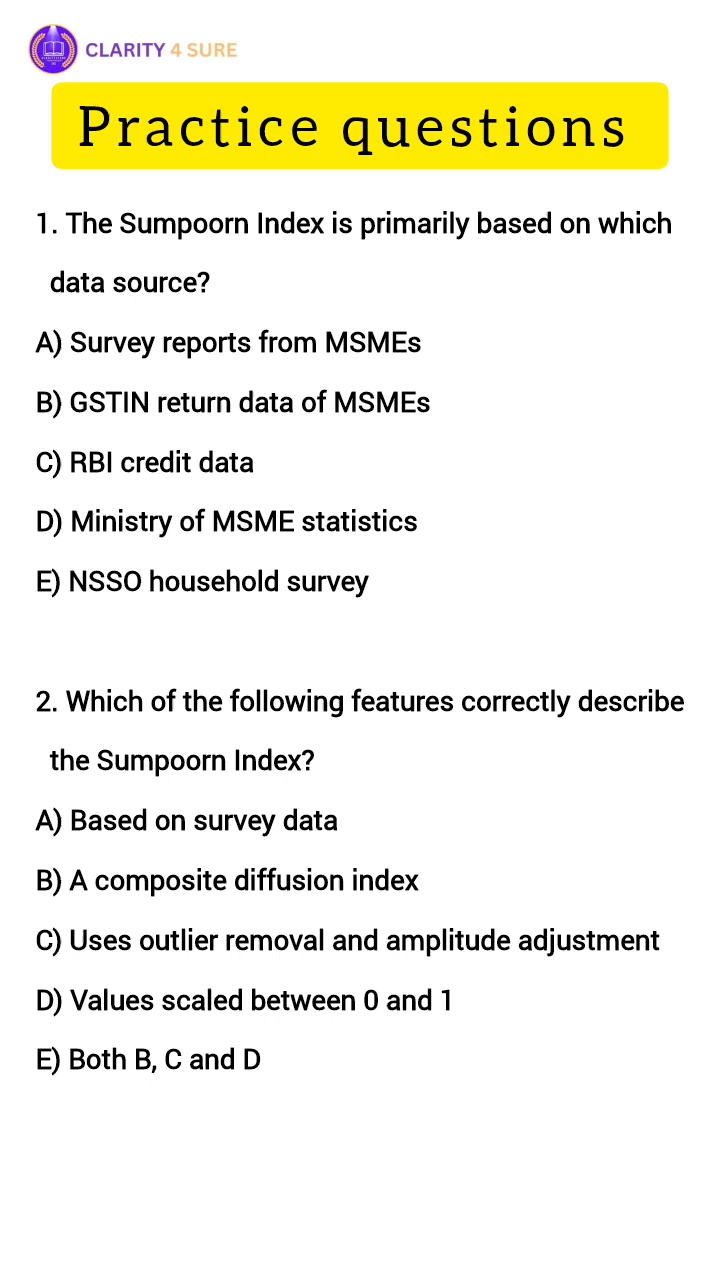 CLARITY 4 SURE
Practice questions
1. The Sumpoorn Index is primarily based on which
data source?
A) Survey reports from MSMEs
B) GSTIN return data of MSMEs
C) RBI credit data
D) Ministry of MSME statistics
E) NSSO household survey
2. Which of the following features correctly describe
the Sumpoorn Index?
A) Based on survey data
B) A composite diffusion index
C) Uses outlier removal and amplitude adjustment
D) Values scaled between 0 and 1
E) Both B, C and D